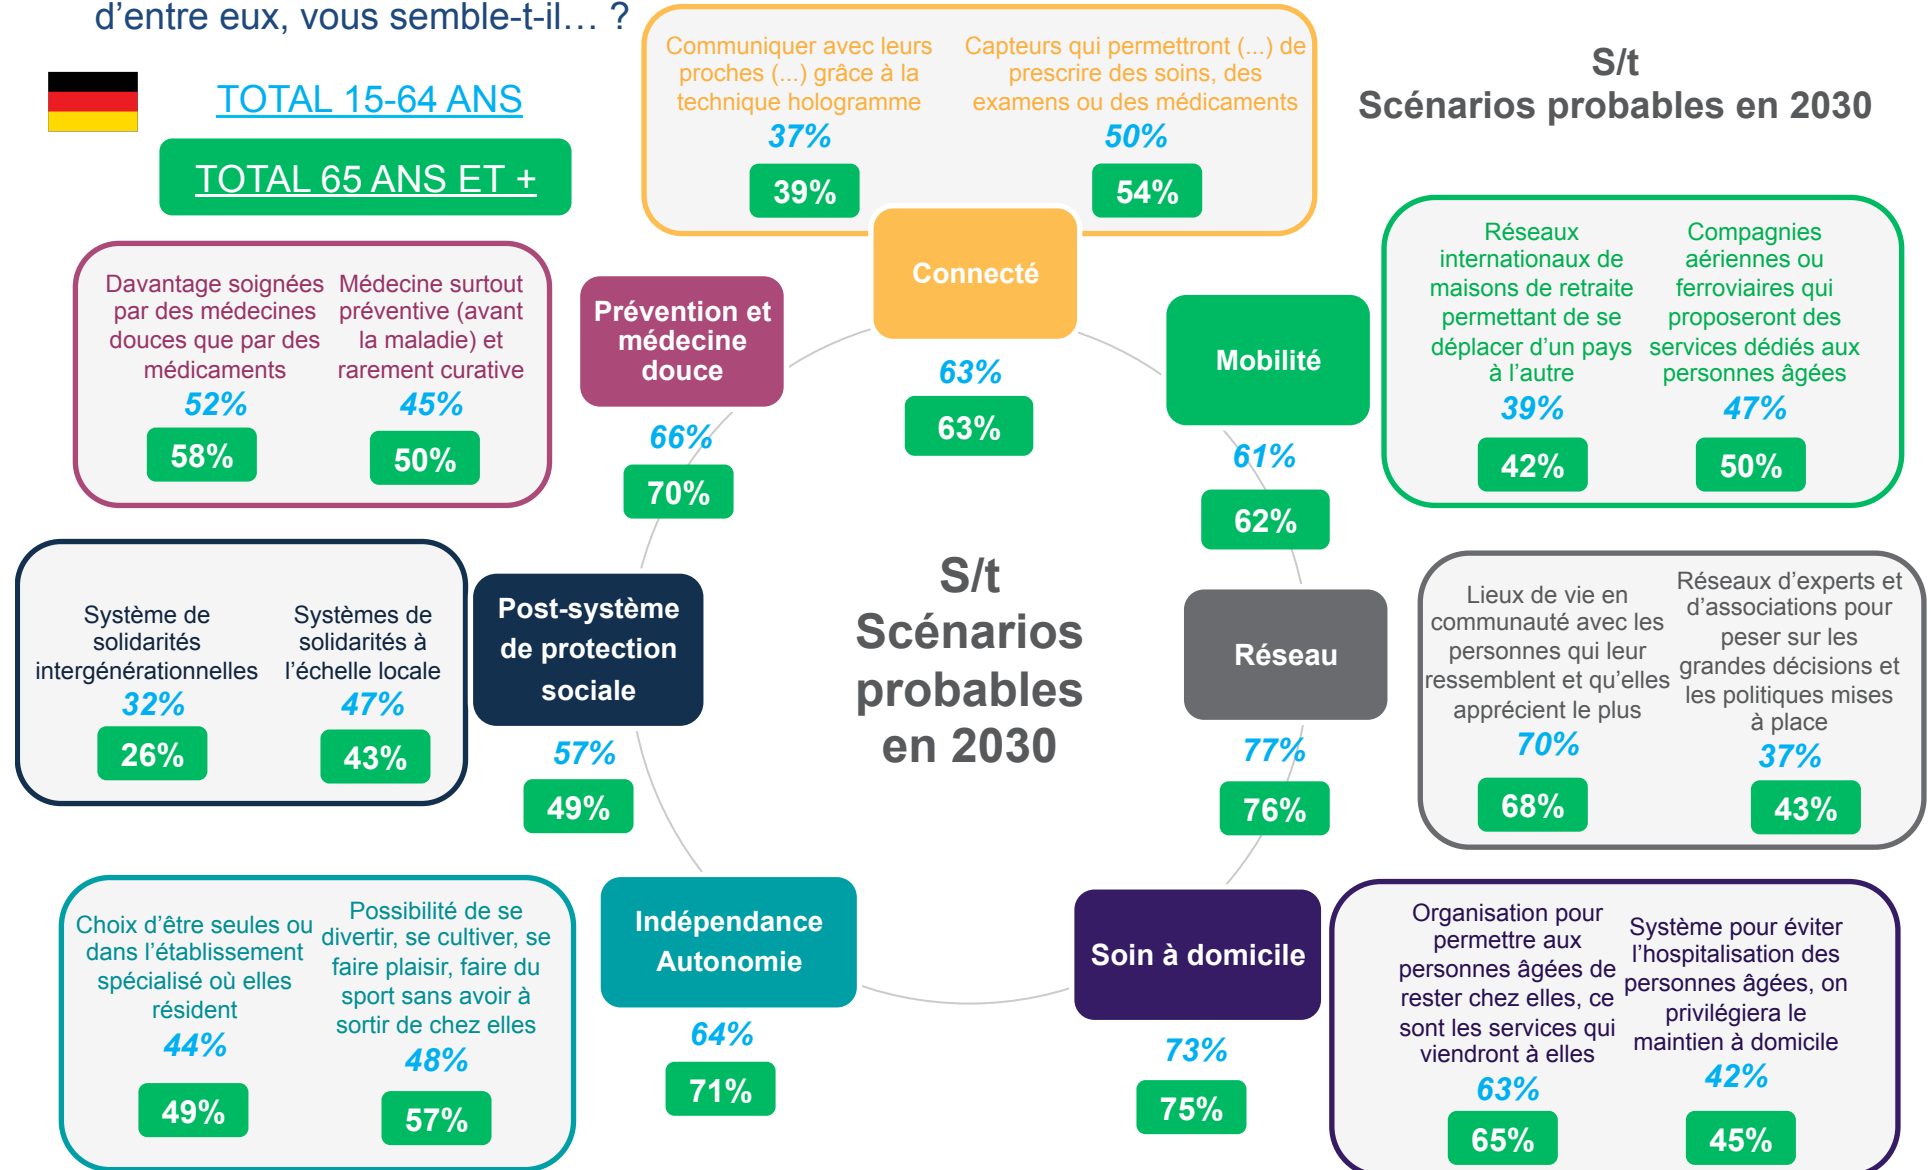 d'entre eux, vous semble-t-il… ?
TOTAL 15-64 ANS
TOTAL 65 ANS ET +
S/t
Scénarios probables en 2030
Communiquer avec leurs
proches (...) grâce à la
technique hologramme
37%
39%
Capteurs qui permettront (...) de
prescrire des soins, des
examens ou des médicaments
50%
54%
Connecté
63%
63%
Réseaux
internationaux de
maisons de retraite
permettant de se
déplacer d'un pays
à l'autre
39%
42%
Compagnies
aériennes ou
ferroviaires qui
proposeront des
services dédiés aux
personnes âgées
47%
50%
Mobilité
61%
62%
Davantage soignées
par des médecines
douces que par des
médicaments
52%
58%
Médecine surtout
préventive (avant
la maladie) et
rarement curative
45%
50%
Prévention et
médecine
douce
66%
70%
S/t
Scénarios
probables
en 2030
Système de
solidarités
intergénérationnelles
32%
26%
Systèmes de
solidarités à
l'échelle locale
47%
43%
Post-système
de protection
sociale
57%
49%
Réseau
77%
76%
Lieux de vie en
communauté avec les
personnes qui leur
ressemblent et qu'elles
apprécient le plus
70%
68%
Réseaux d'experts et
d'associations pour
peser sur les
grandes décisions et
les politiques mises
à place
37%
43%
Choix d'être seules ou
dans l'établissement
spécialisé où elles
résident
44%
49%
Possibilité de se
divertir, se cultiver, se
faire plaisir, faire du
sport sans avoir à
sortir de chez elles
48%
57%
Indépendance
Autonomie
64%
71%
Soin à domicile
73%
75%
Organisation pour
permettre aux
personnes âgées de
rester chez elles, ce
sont les services qui
viendront à elles
63%
65%
Système pour éviter
l'hospitalisation des
personnes âgées, on
privilégiera le
maintien à domicile
42%
45%